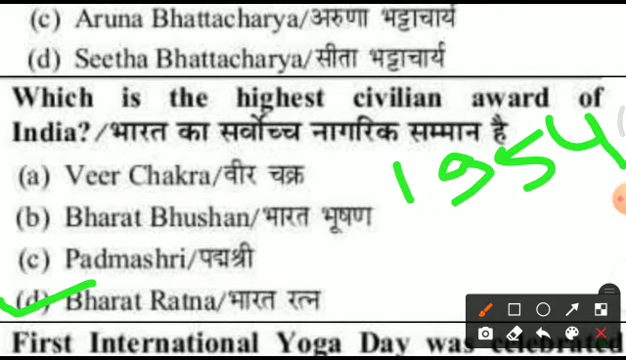 (c) Aruna Bhattacharya/अरुणा भट्टाचार्य
(d) Seetha Bhattacharya/सीता भट्टाचार्य
Which is the highest civilian award of
India?/भारत का सर्वोच्च नागरिक सम्मान है
1954
(a) Veer Chakra/वीर चक्र
(b) Bharat Bhushan/भारत भूषण
(c) Padmashri/पद्मश्री
(d) Bharat Ratna/भारत रत्न
First International Yoga Day was celebrated